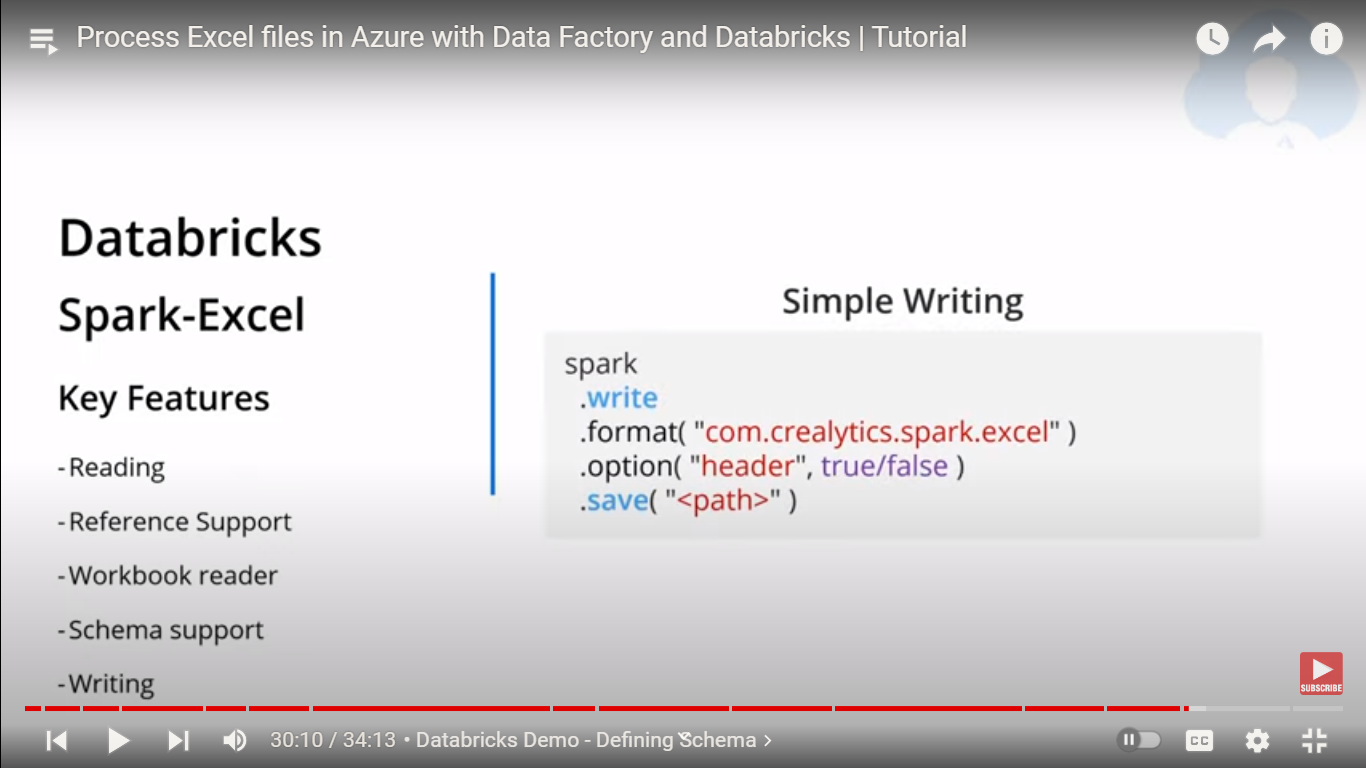 Process Excel files in Azure with Data Factory and Databricks | Tutorial
Databricks
Spark-Excel
Key Features
-Reading
-Reference Support
-Workbook reader
-Schema support
-Writing
Simple Writing
spark
.write
.format( "com.crealytics.spark.excel" )
.option( "header", true/false )
.save( "<path>" )
SUBSCRIBE
30:10 / 34:13 • Databricks Demo - Defining Schema >
CC